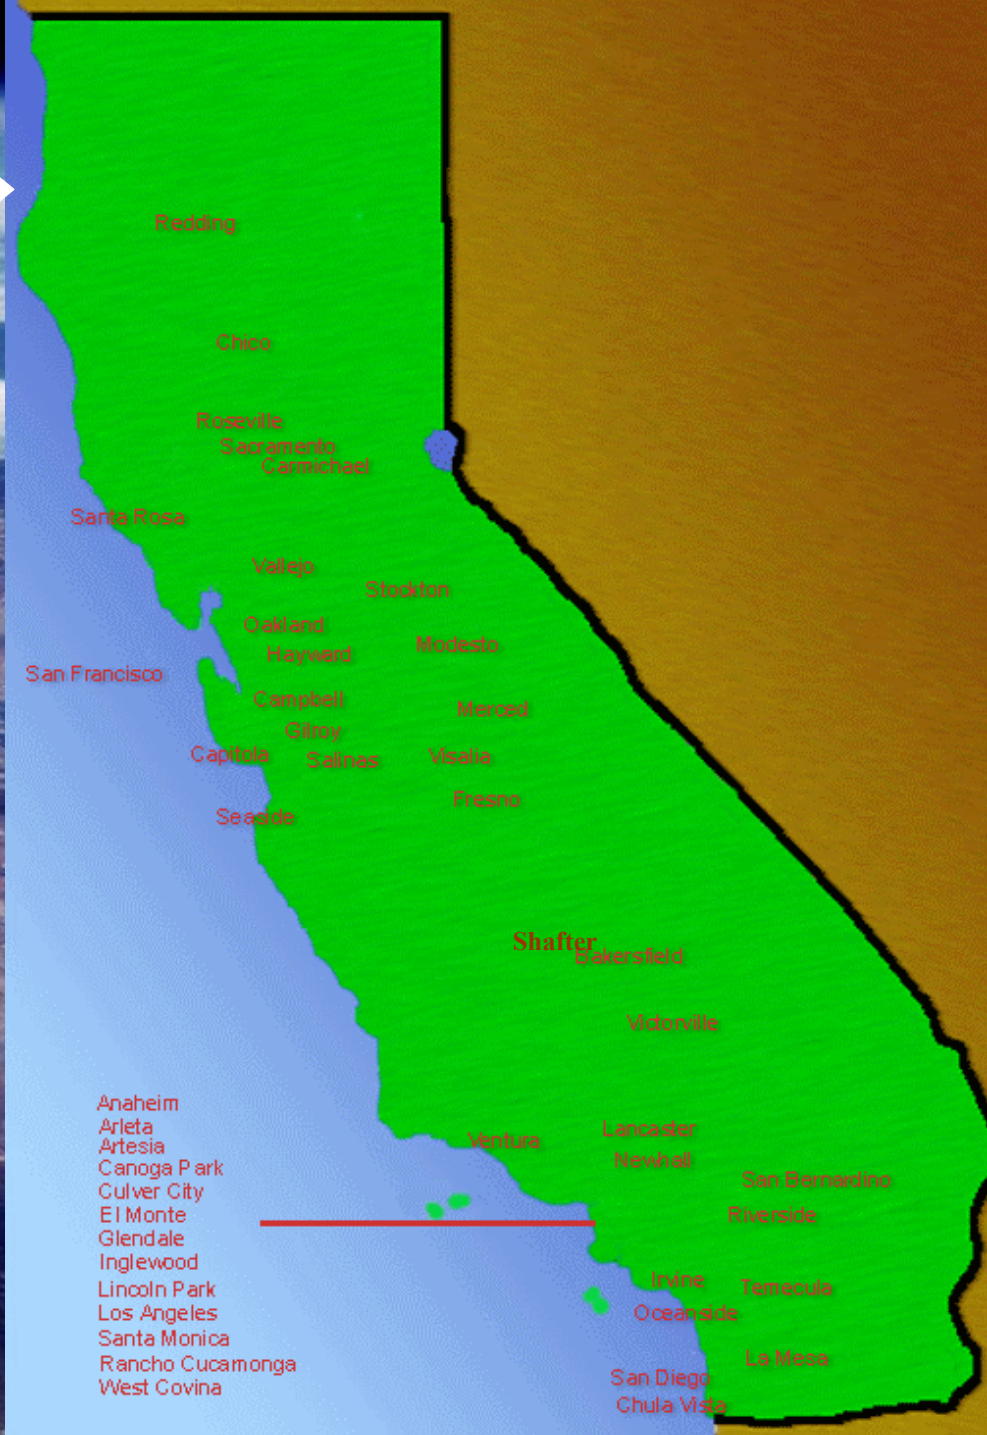 Redding
Chico
Roseville
Sacramento
Carmichael
Santa Rosa
Vallejo
Stockton
Oakland
Modesto
Hayward
San Francisco
Campbell
Merced
Gilroy
Capitola
Salinas
Visalia
Fresno
Seaside
Shafter
Bakersfield
Victorville
Anaheim
Arleta
Artesia
Canoga Park
Culver City
El Monte
Glendale
Inglewood
Lincoln Park
Los Angeles
Santa Monica
Rancho Cucamonga
West Covina
Ventura
Lancaster
Newhall
San Bernardino
Riverside
Irvine
Temecula
Oceanside
La Mesa
San Diego
Chula Vista